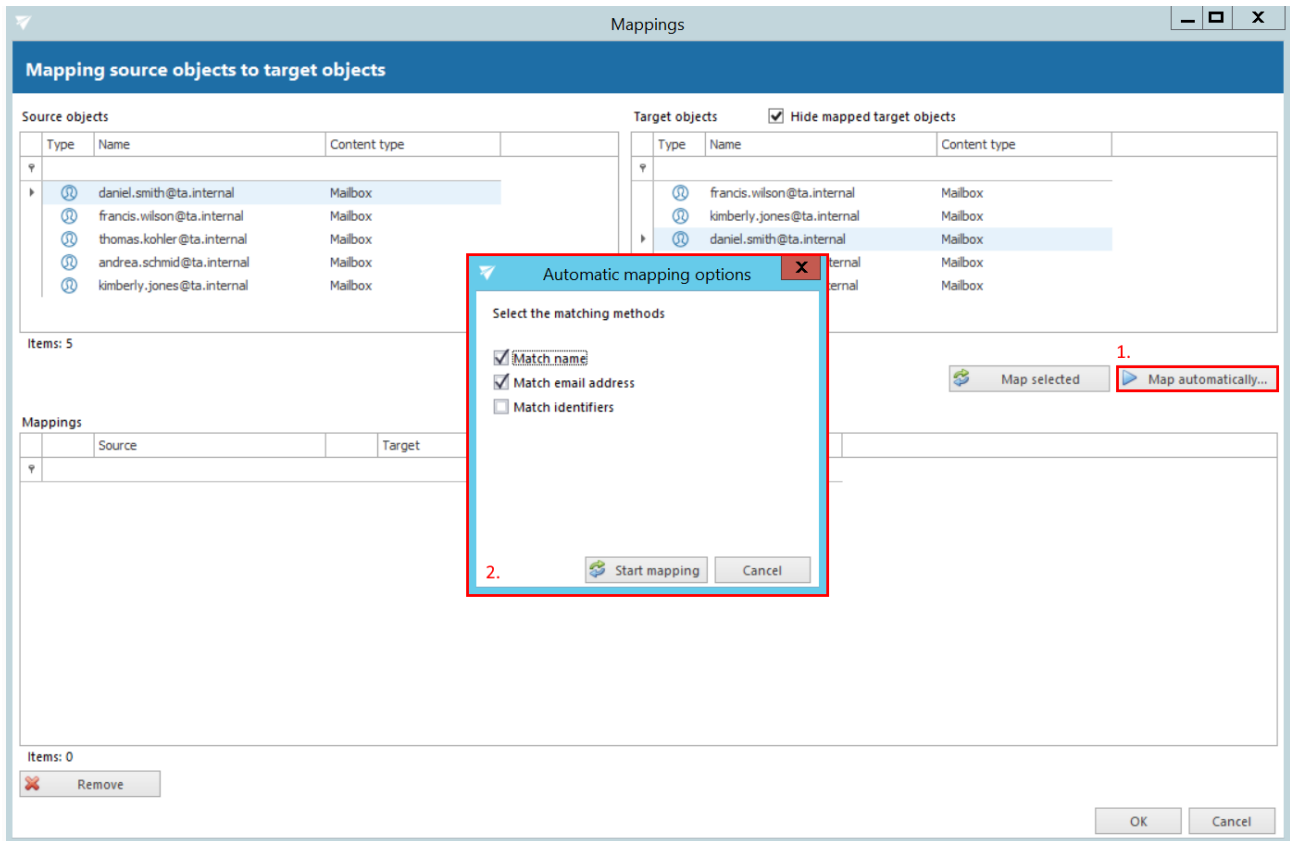 Mappings
Mapping source objects to target objects
Source objects
Target objects Hide mapped target objects
Type Name Content type
Type Name Content type
daniel.smith@ta.internal Mailbox
francis.wilson@ta.internal Mailbox
thomas.kohler@ta.internal Mailbox
andrea.schmid@ta.internal Mailbox
kimberly.jones@ta.internal Mailbox
francis.wilson@ta.internal Mailbox
kimberly.jones@ta.internal Mailbox
daniel.smith@ta.internal Mailbox
Mailbox
Mailbox
Items: 5
1.
Map selected Map automatically...
Automatic mapping options
Select the matching methods
Match name
Match email address
Match identifiers
2. Start mapping Cancel
Mappings
Source Target
Items: 0
Remove
OK Cancel